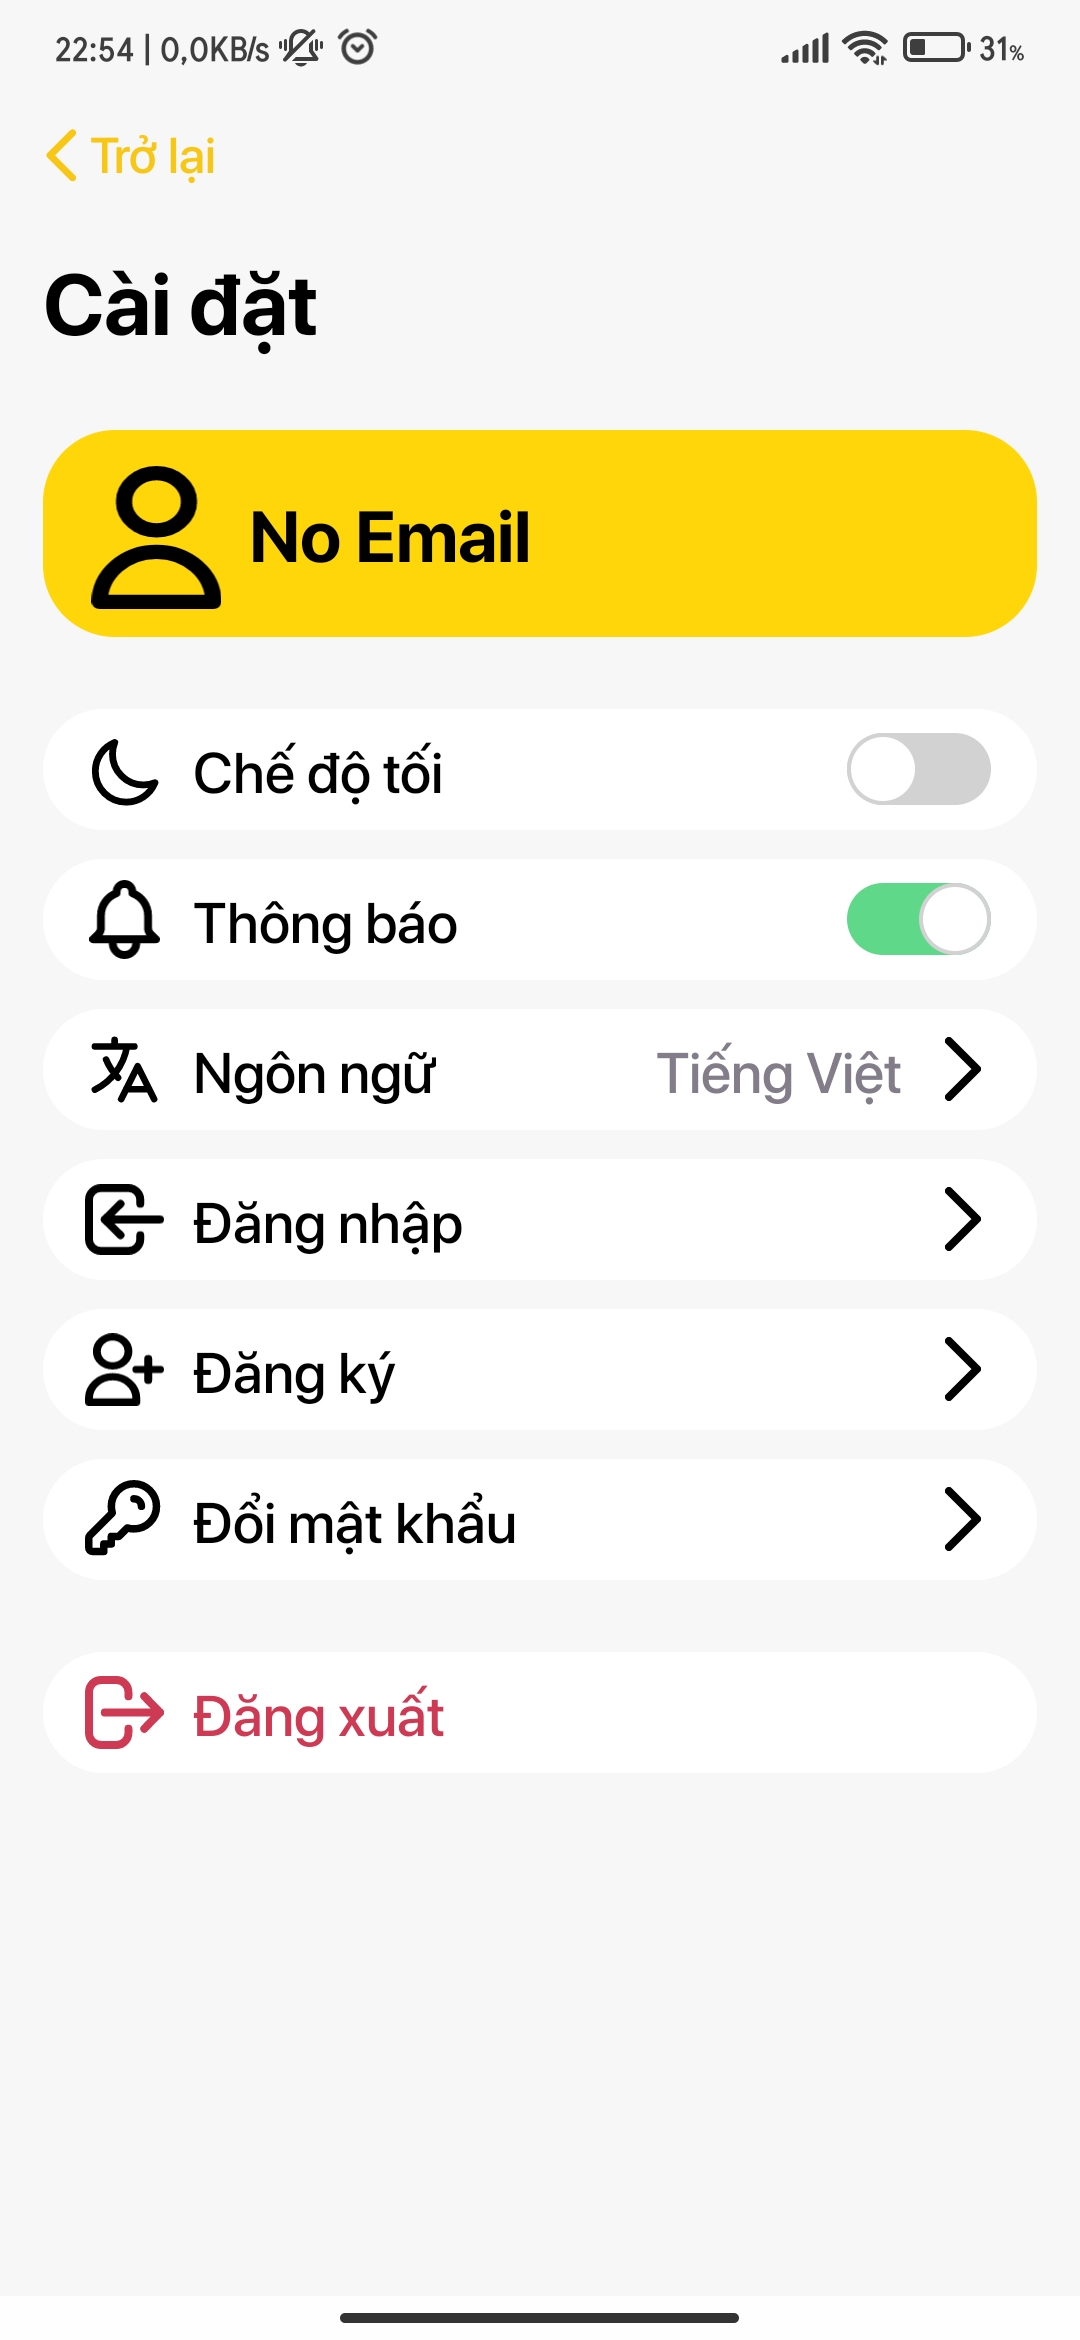 22:54 | 0,0KB/s 31%
Trở lại
Cài đặt
No Email
Chế độ tối
Thông báo
Ngôn ngữ Tiếng Việt
Đăng nhập
Đăng ký
Đổi mật khẩu
Đăng xuất